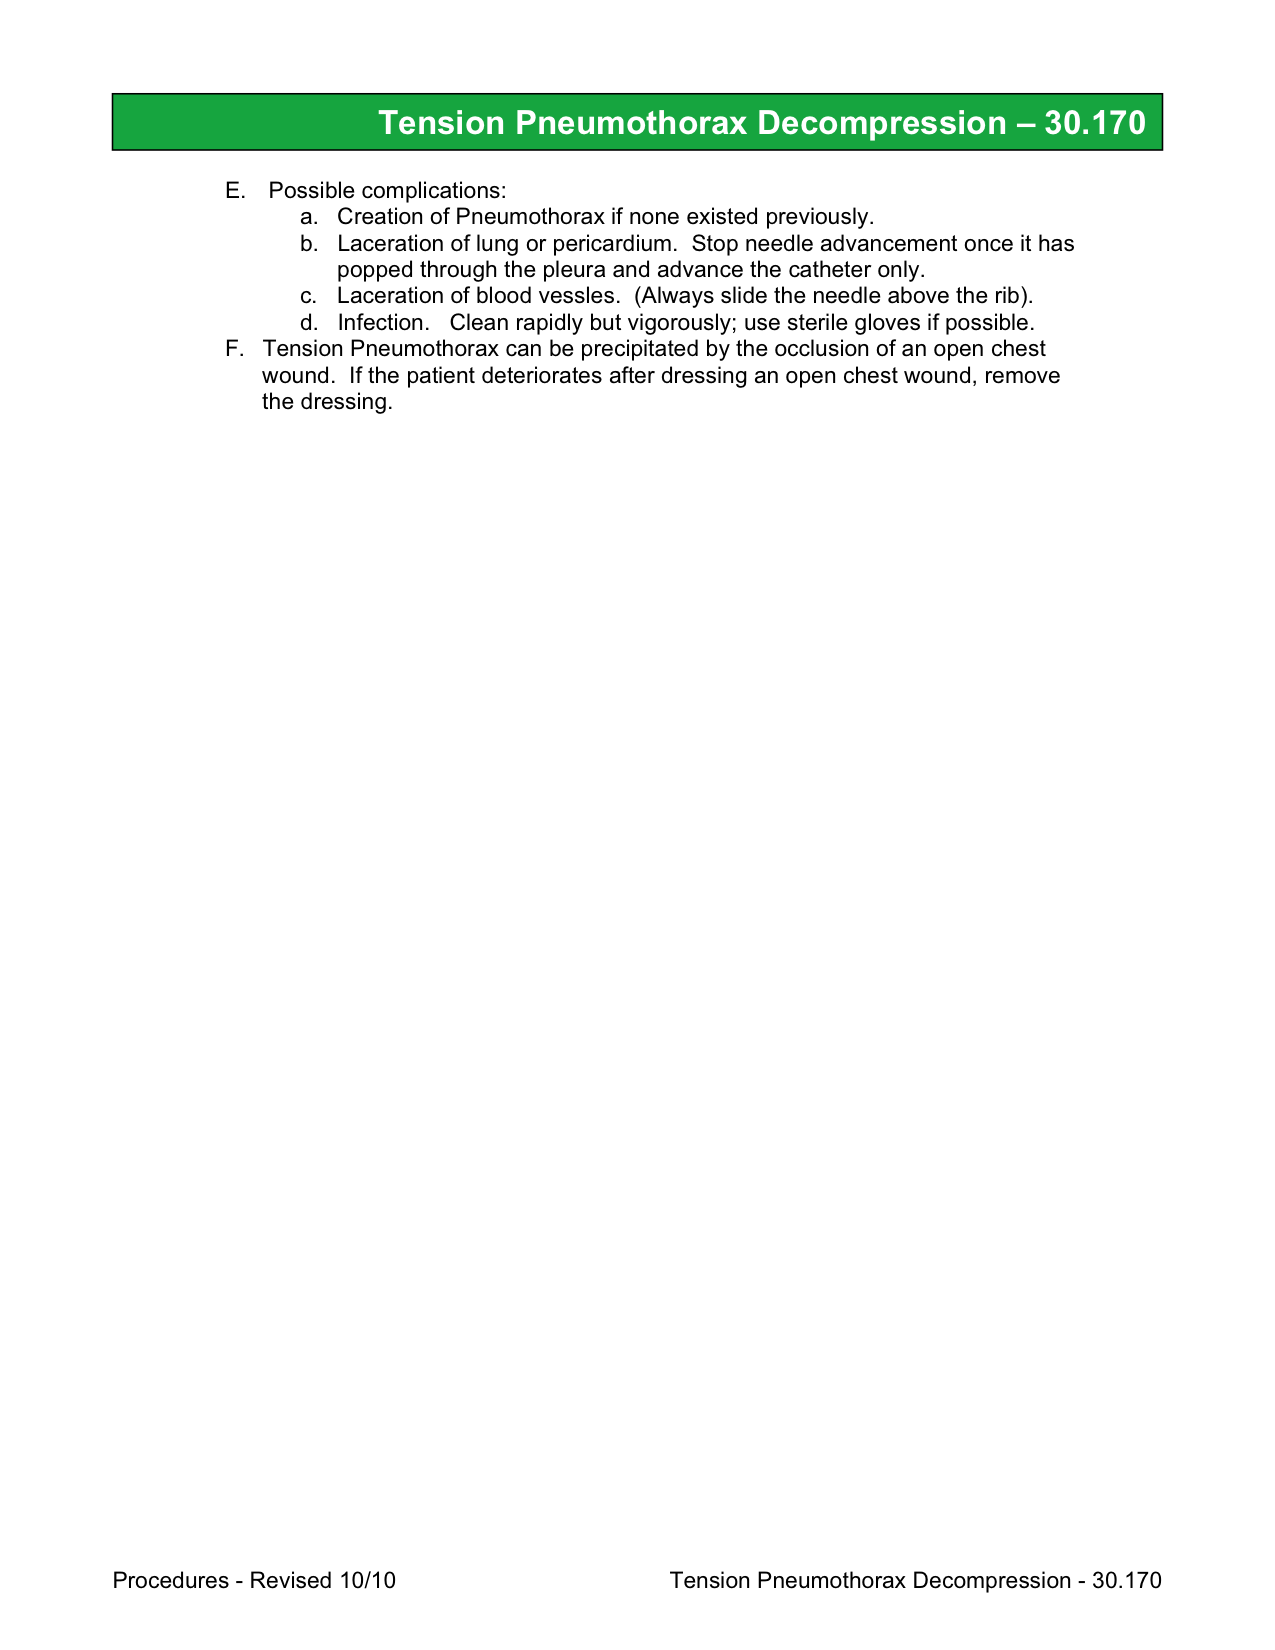 Tension Pneumothorax Decompression – 30.170
E. Possible complications:
a. Creation of Pneumothorax if none existed previously.
b. Laceration of lung or pericardium. Stop needle advancement once it has
popped through the pleura and advance the catheter only.
c. Laceration of blood vessles. (Always slide the needle above the rib).
d. Infection. Clean rapidly but vigorously; use sterile gloves if possible.
F. Tension Pneumothorax can be precipitated by the occlusion of an open chest
wound. If the patient deteriorates after dressing an open chest wound, remove
the dressing.
Procedures - Revised 10/10 Tension Pneumothorax Decompression - 30.170